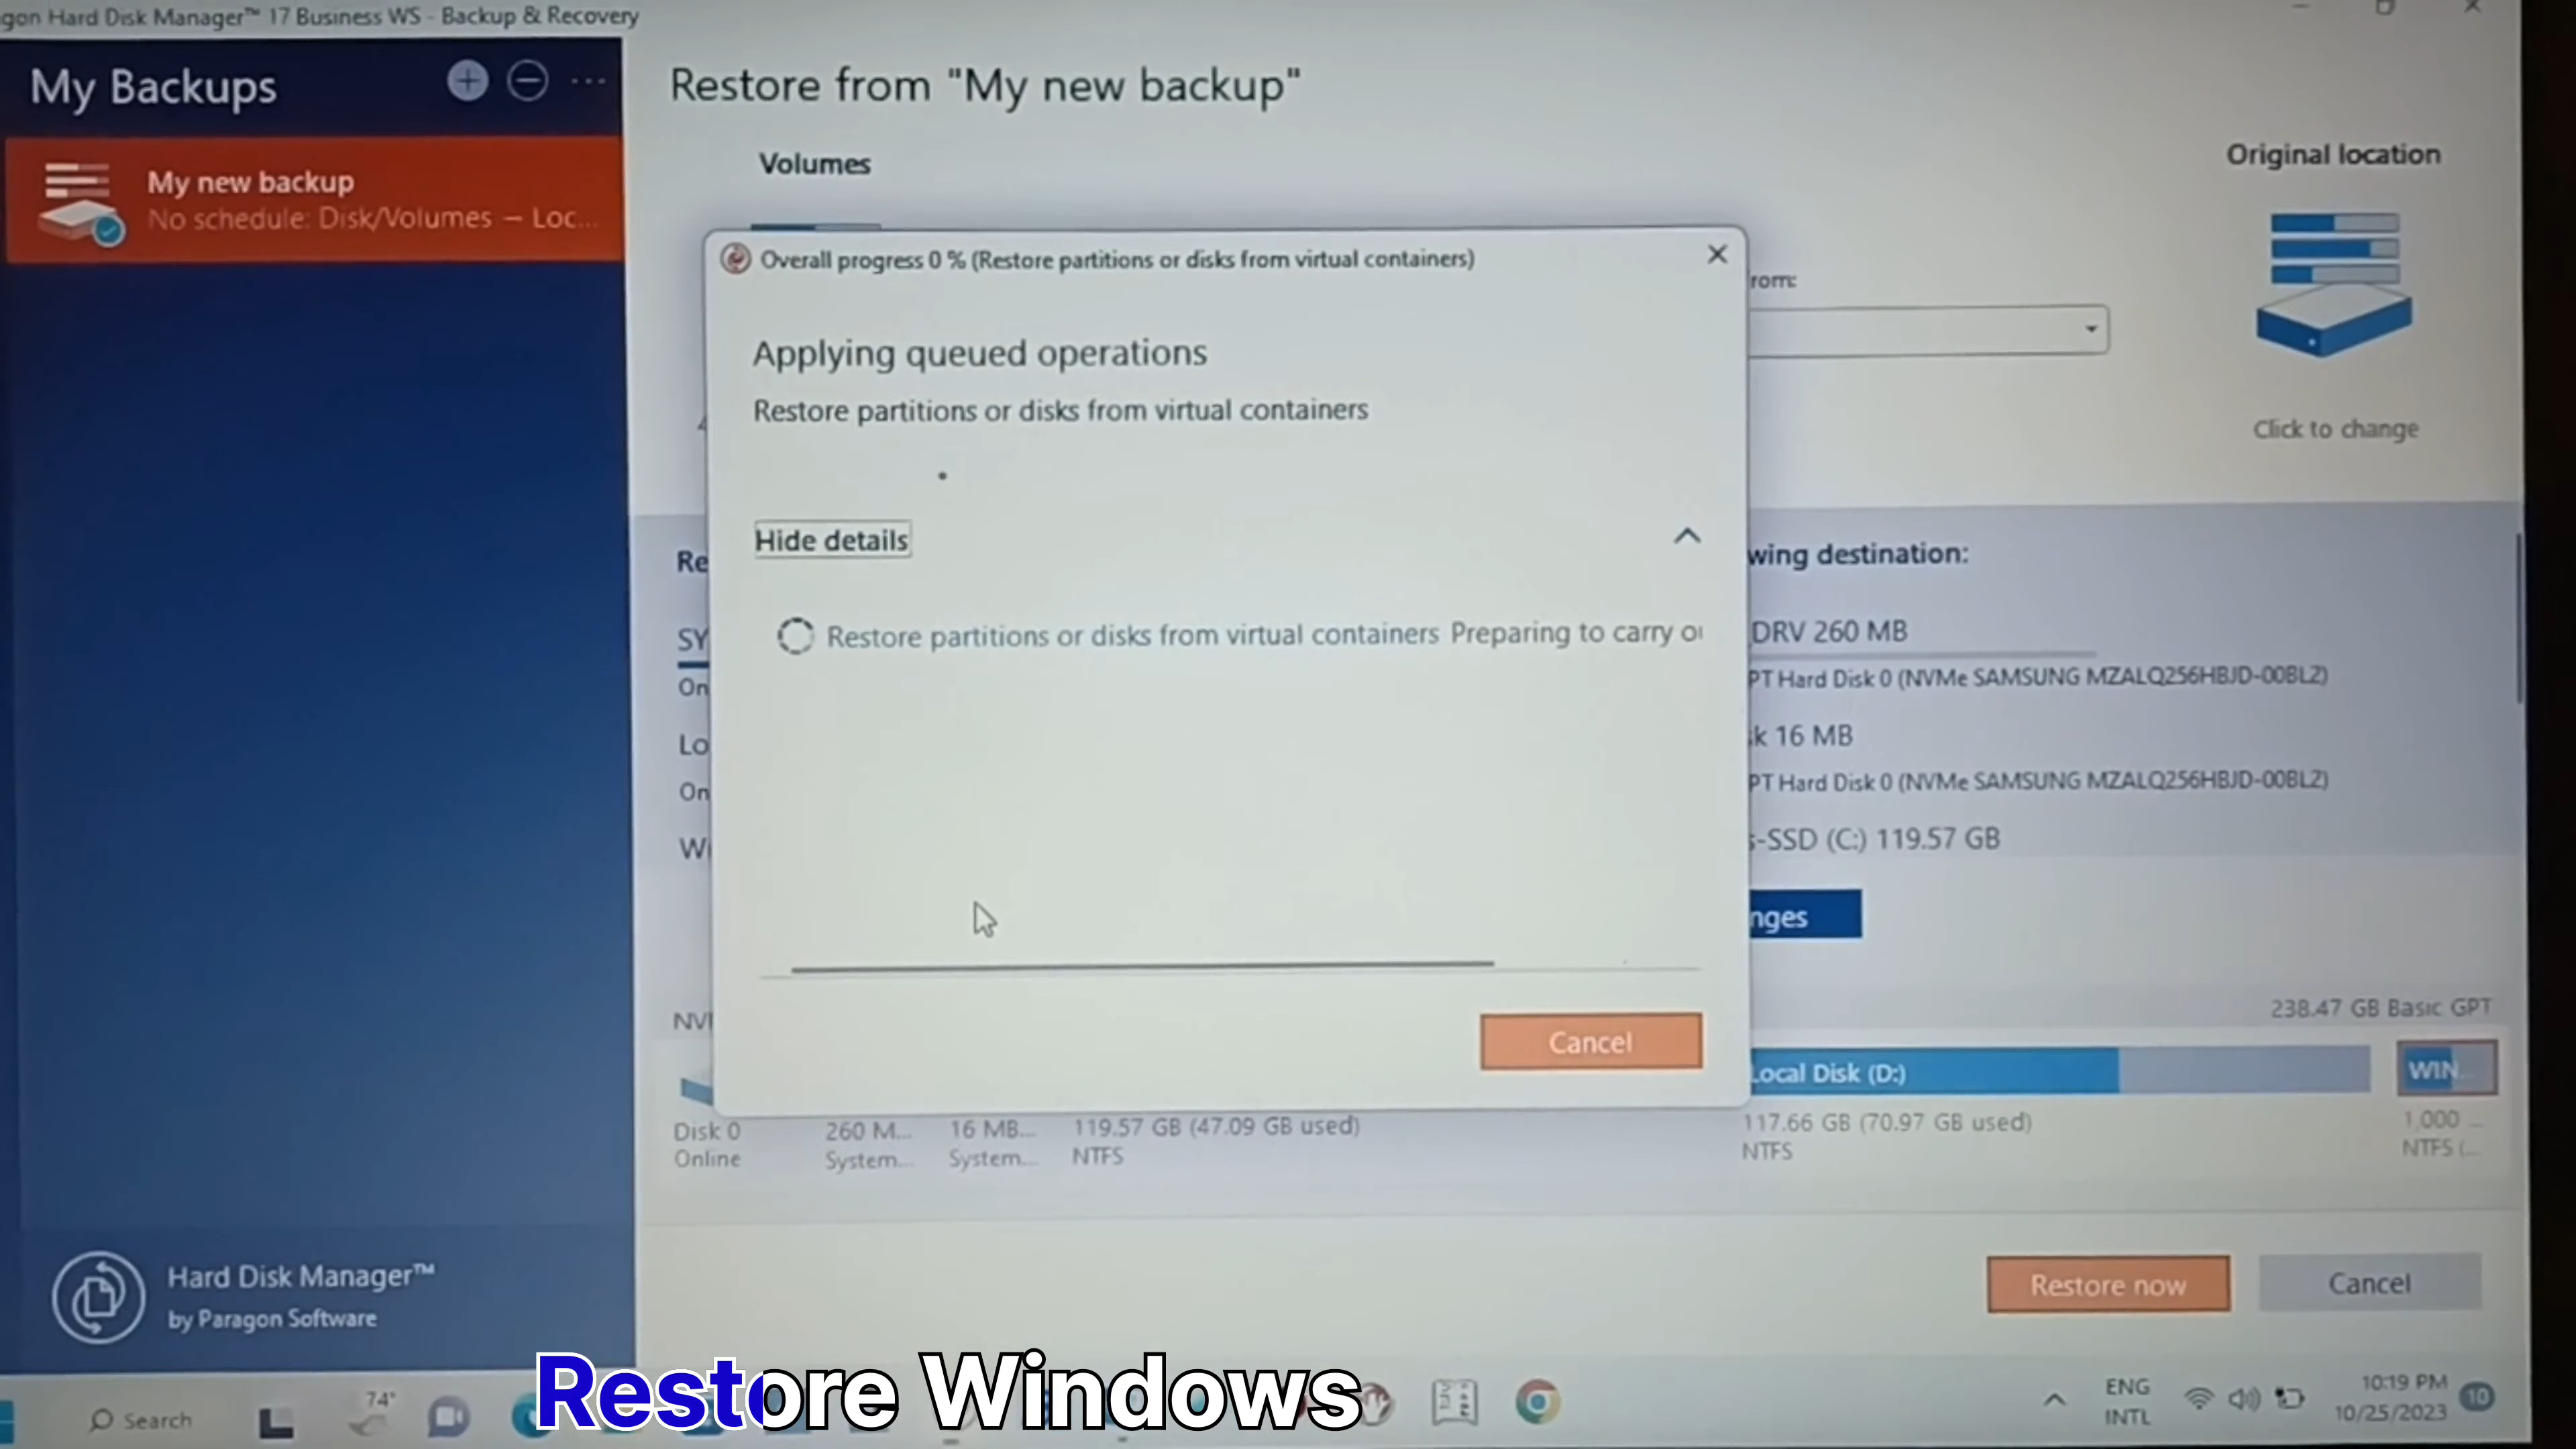 gon Hard Disk Manager™ 17 Business WS - Backup & Recovery
My Backups
My new backup
No schedule: Disk/Volumes — Loc...
Restore from "My new backup"
Volumes
Original location
Click to change
rom:
Overall progress 0 % (Restore partitions or disks from virtual containers)
Applying queued operations
Restore partitions or disks from virtual containers
Hide details
Restore partitions or disks from virtual containers Preparing to carry o
Re
SY
On
Lo
On
Wi
wing destination:
DRV 260 MB
PT Hard Disk 0 (NVMe SAMSUNG MZALQ256HBJD-00BL2)
k 16 MB
PT Hard Disk 0 (NVMe SAMSUNG MZALQ256HBJD-00BL2)
s-SSD (C:) 119.57 GB
nges
Cancel
NV
238.47 GB Basic GPT
Local Disk (D:)
WIN...
Disk 0
Online
260 M...
System...
16 MB...
System...
119.57 GB (47.09 GB used)
NTFS
117.66 GB (70.97 GB used)
NTFS
1,000 ...
NTFS (...
Hard Disk Manager™
by Paragon Software
Restore now
Cancel
Restore Windows
Search
74°
ENG
INTL
10:19 PM
10/25/2023
10